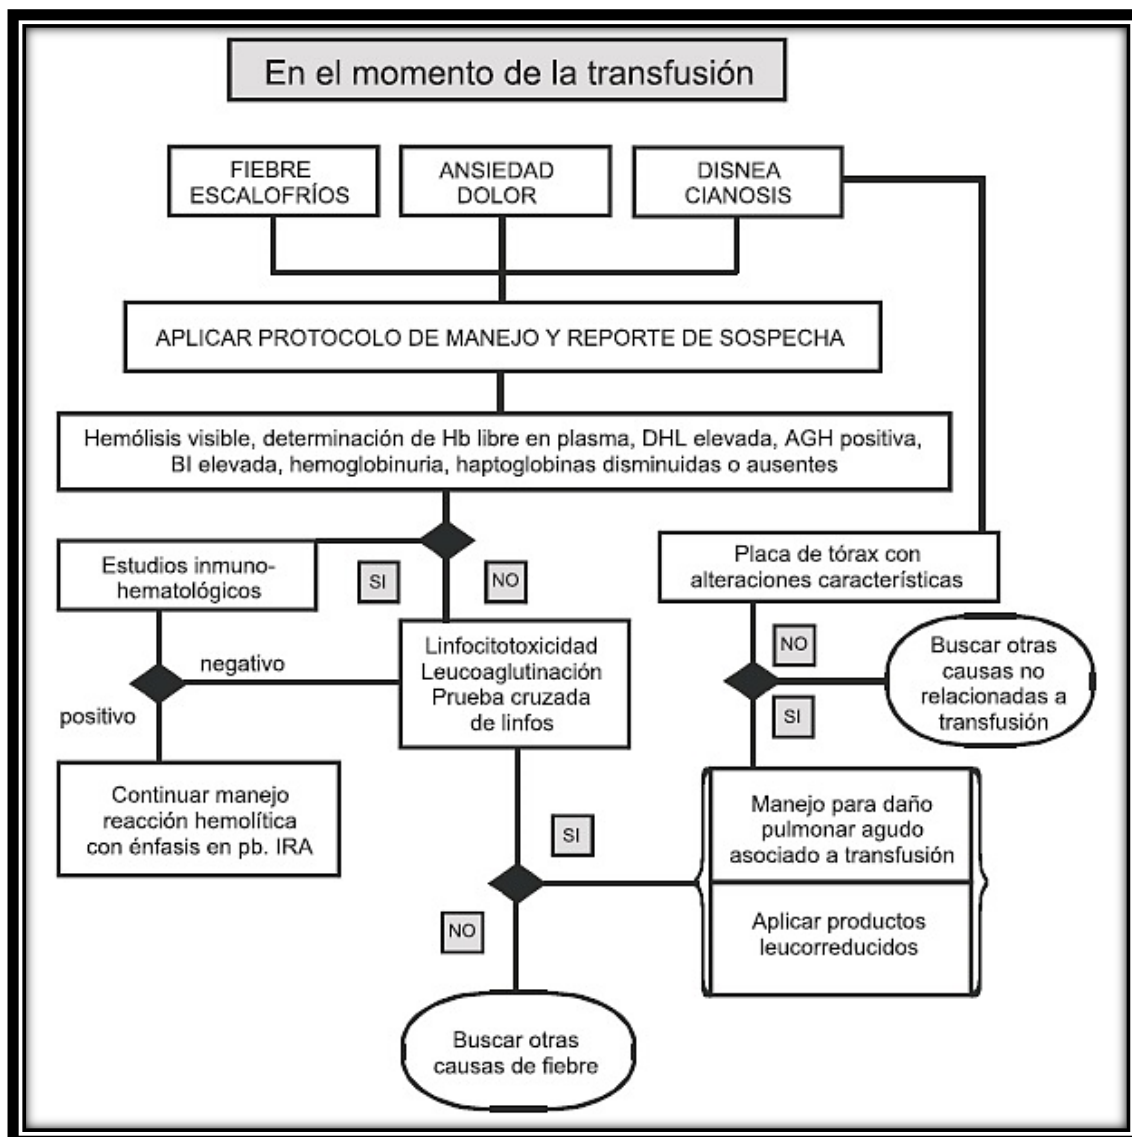 En el momento de la transfusión
FIEBRE
ESCALOFRÍOS
ANSIEDAD
DOLOR
DISNEA
CIANOSIS
APLICAR PROTOCOLO DE MANEJO Y REPORTE DE SOSPECHA
Hemólisis visible, determinación de Hb libre en plasma, DHL elevada, AGH positiva,
BI elevada, hemoglobinuria, haptoglobinas disminuidas o ausentes
Estudios inmuno-
hematológicos
SI
NO
Placa de tórax con
alteraciones características
negativo
positivo
Linfocitotoxicidad
Leucoaglutinación
Prueba cruzada
de linfos
NO
SI
Buscar otras
causas no
relacionadas a
transfusión
Continuar manejo
reacción hemolítica
con énfasis en pb. IRA
SI
NO
Manejo para daño
pulmonar agudo
asociado a transfusión
Aplicar productos
leucorreducidos
Buscar otras
causas de fiebre